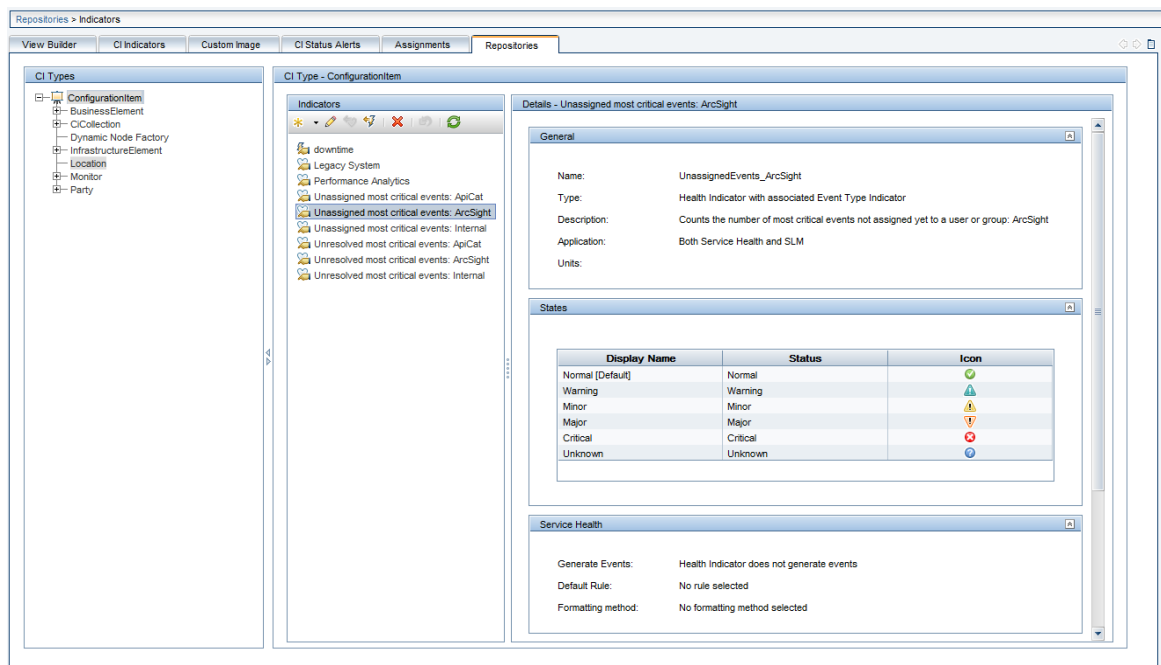 Repositories > Indicators
View Builder
CI Indicators
Custom Image
CI Status Alerts
Assignments
Repositories
CI Types
ConfigurationItem
BusinessElement
CiCollection
Dynamic Node Factory
InfrastructureElement
Location
Monitor
Party
CI Type - ConfigurationItem
Indicators
downtime
Legacy System
Performance Analytics
Unassigned most critical events: ApiCat
Unassigned most critical events: ArcSight
Unassigned most critical events: Internal
Unresolved most critical events: ApiCat
Unresolved most critical events: ArcSight
Unresolved most critical events: Internal
Details - Unassigned most critical events: ArcSight
General
Name: UnassignedEvents_ArcSight
Type: Health Indicator with associated Event Type Indicator
Description: Counts the number of most critical events not assigned yet to a user or group: ArcSight
Application: Both Service Health and SLM
Units:
States
Display Name Status Icon
Normal [Default] Normal
Warning Warning
Minor Minor
Major Major
Critical Critical
Unknown Unknown
Service Health
Generate Events: Health Indicator does not generate events
Default Rule: No rule selected
Formatting method: No formatting method selected